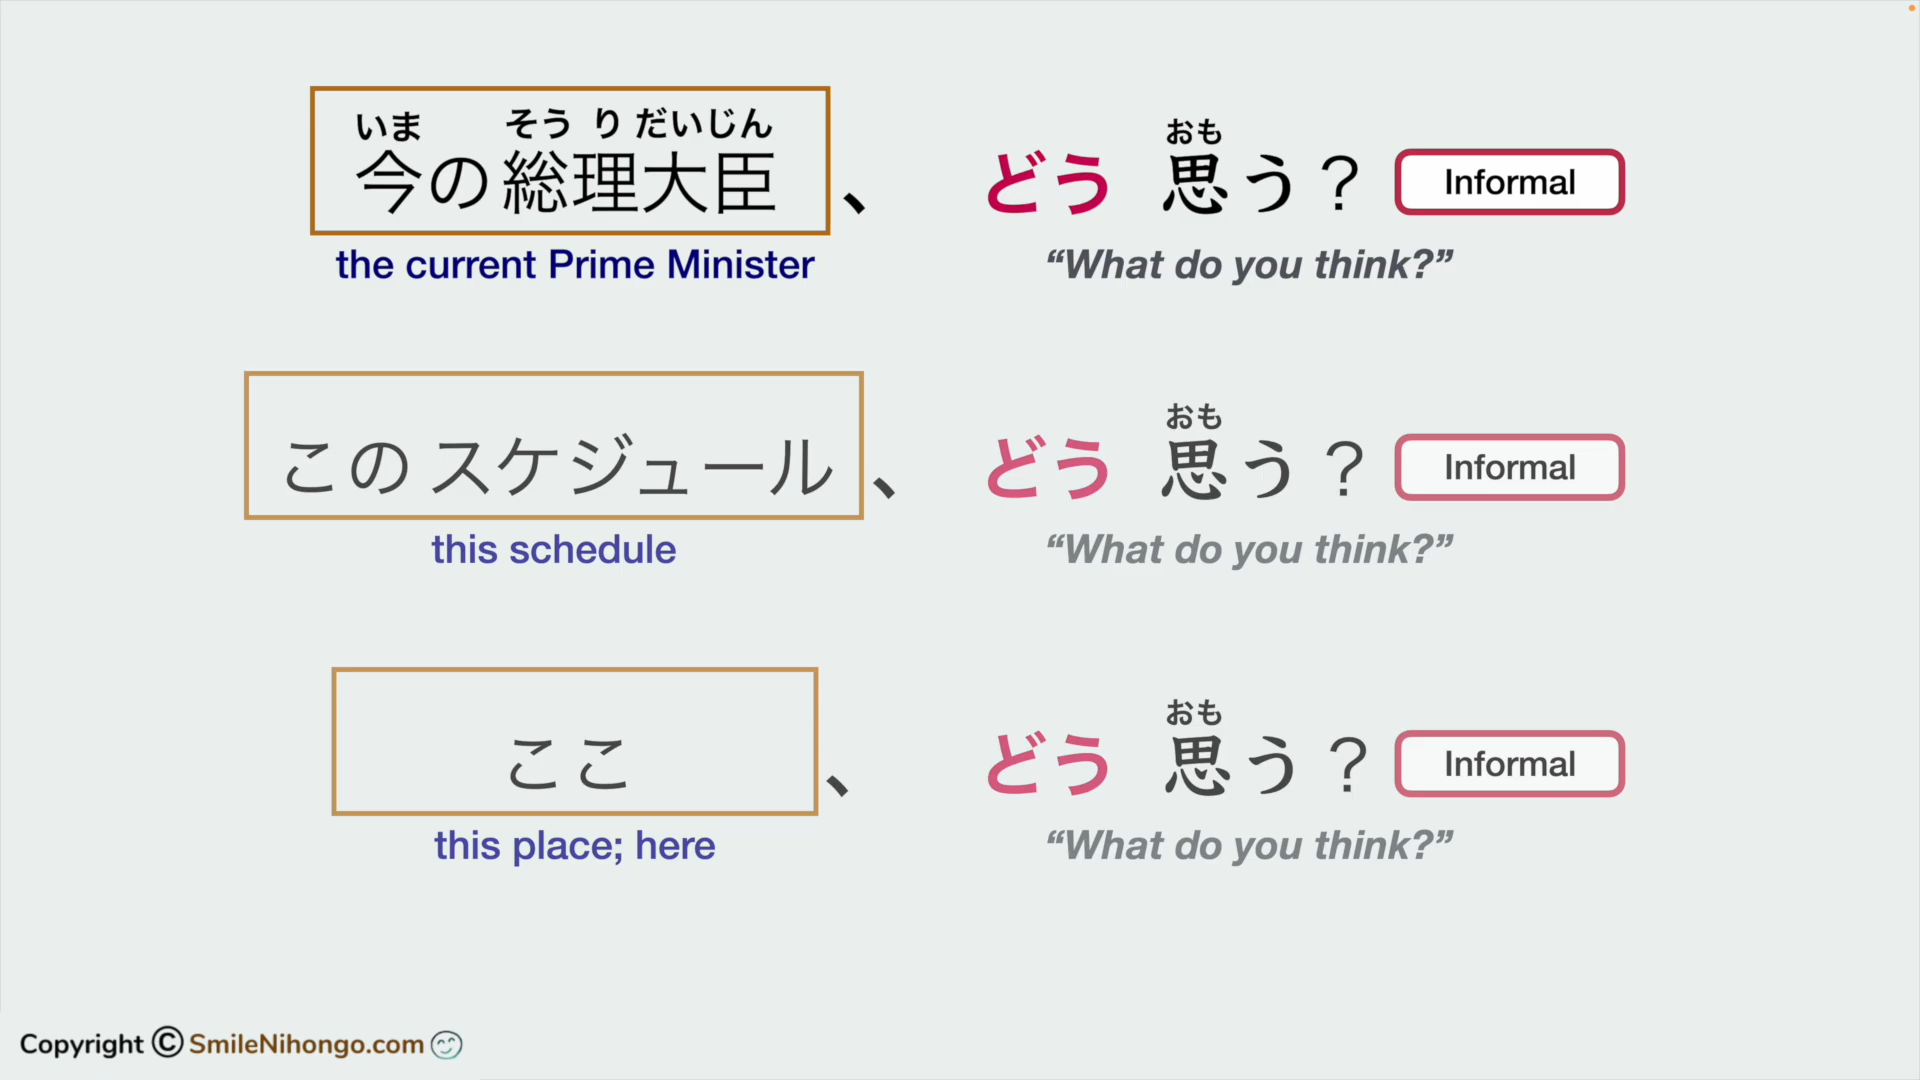 いま そう り だいじん
今の総理大臣、
the current Prime Minister
おも
どう 思う？ Informal
“What do you think?”
このスケジュール、
this schedule
おも
どう 思う？ Informal
“What do you think?”
ここ、
this place; here
おも
どう 思う？ Informal
“What do you think?”
Copyright © SmileNihongo.com